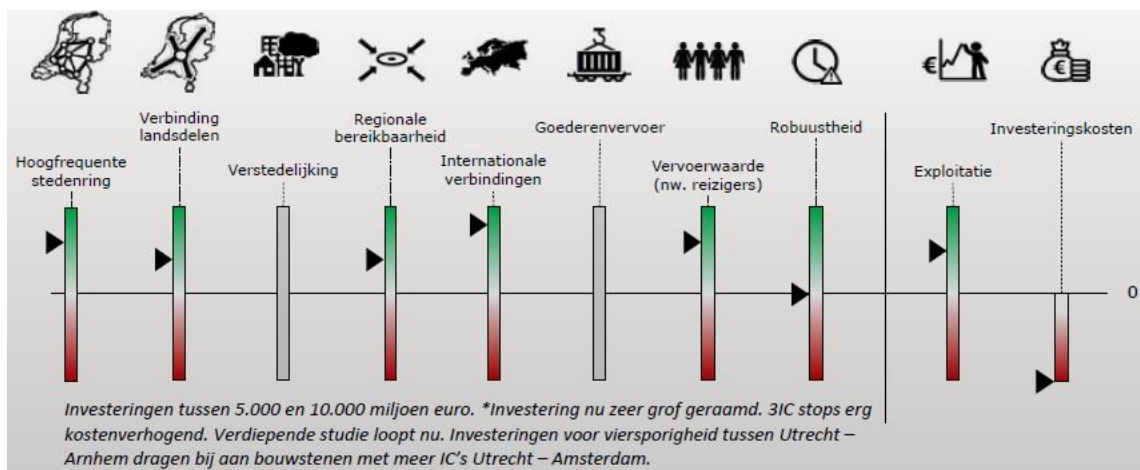 Verbinding
landsdelen
Regionale
bereikbaarheid
Goederenvervoer
Robuustheid
Investeringskosten
Hoogfrequente
stedenring
Verstedelijking
Internationale
verbindingen
Vervoerwaarde
(nw. reizigers)
Exploitatie
0
Investeringen tussen 5.000 en 10.000 miljoen euro. *Investering nu zeer grof geraamd. 3IC stops erg
kostenverhogend. Verdiepende studie loopt nu. Investeringen voor viersporigheid tussen Utrecht –
Arnhem dragen bij aan bouwstenen met meer IC's Utrecht – Amsterdam.